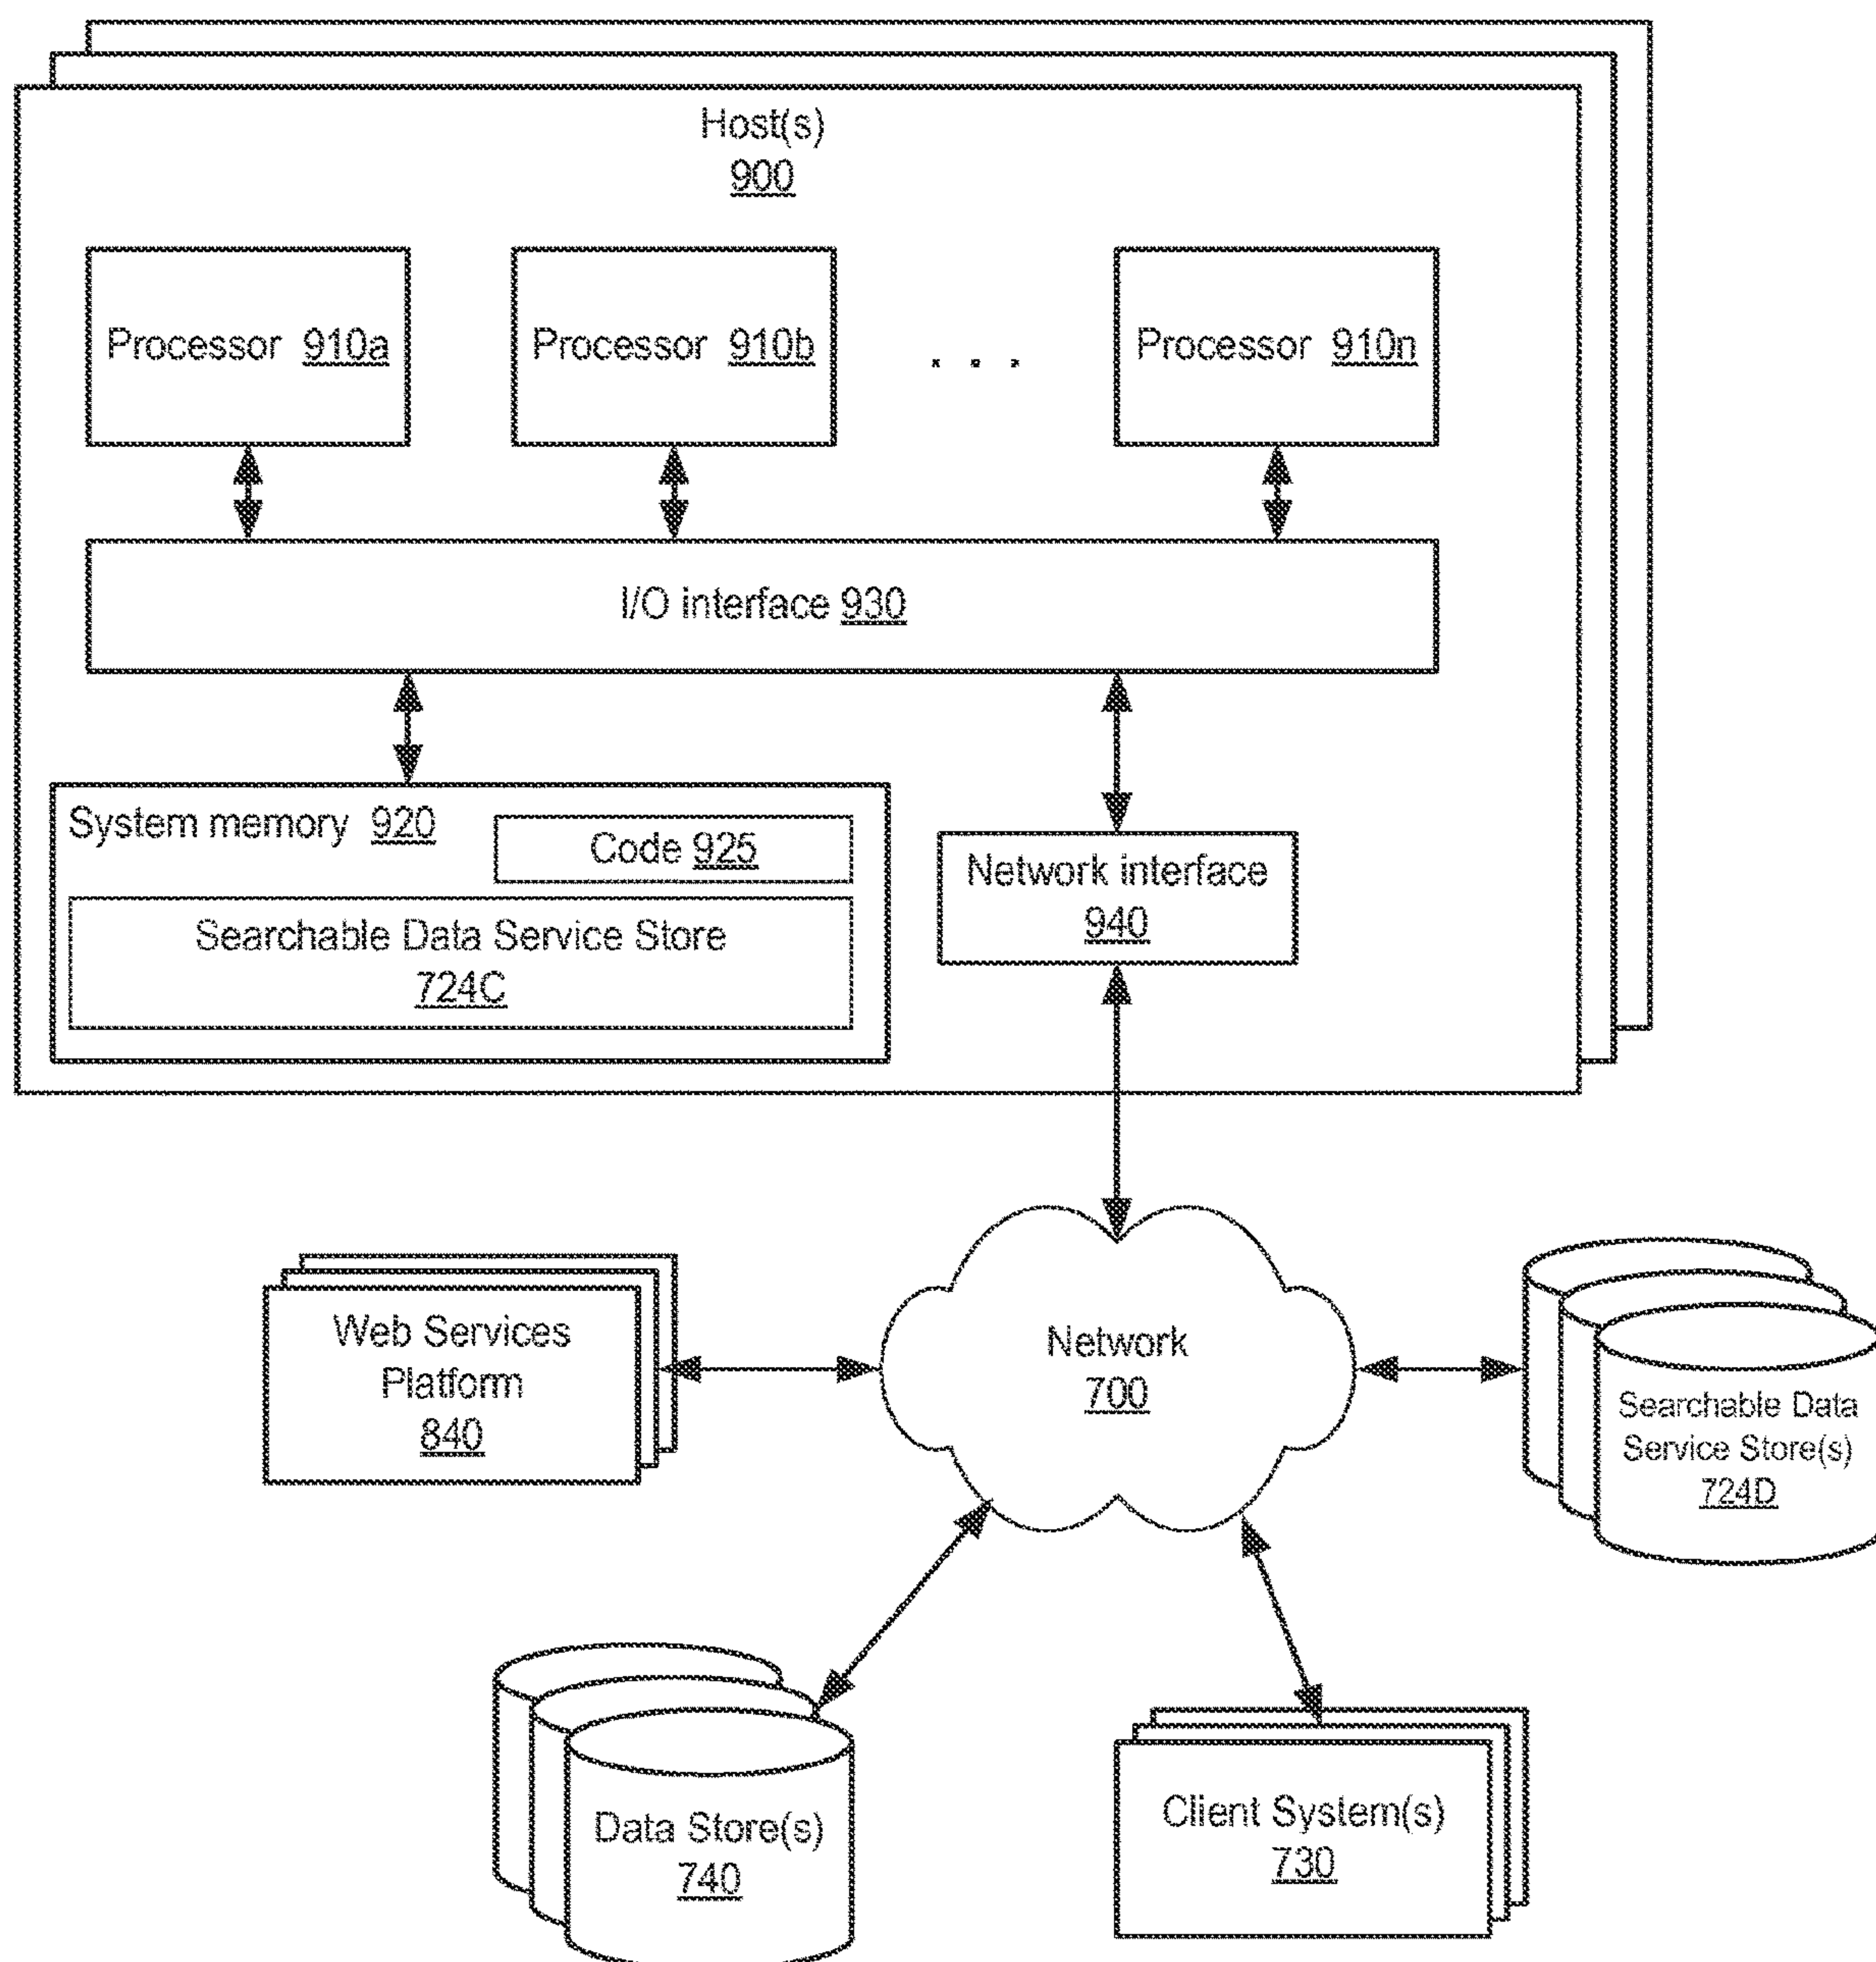 Host(s)
900
Processor 910a
Processor 910b
. . .
Processor 910n
I/O interface 930
System memory 920
Code 925
Searchable Data Service Store
724C
Network interface
940
Web Services
Platform
840
Network
700
Searchable Data
Service Store(s)
724D
Data Store(s)
740
Client System(s)
730